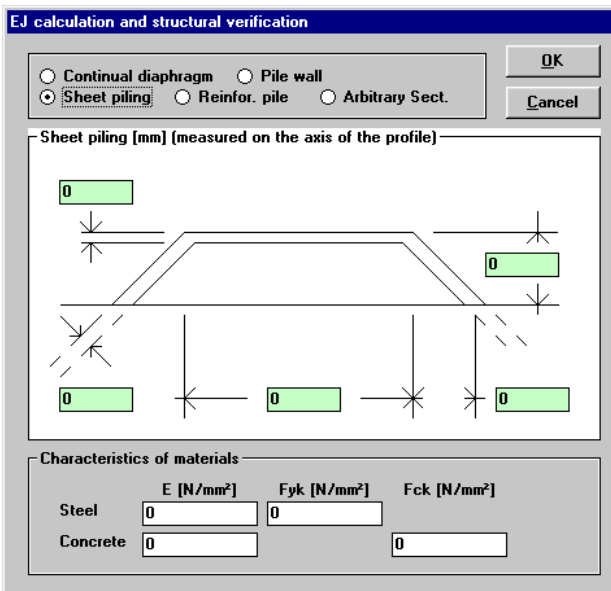 EJ calculation and structural verification
Continual diaphragm Pile wall
Sheet piling Reinfor. pile Arbitrary Sect.
OK
Cancel
Sheet piling [mm] (measured on the axis of the profile)
0
0
0 0 0
Characteristics of materials
E [N/mm²] Fyk [N/mm²] Fck [N/mm²]
Steel 0 0
Concrete 0 0